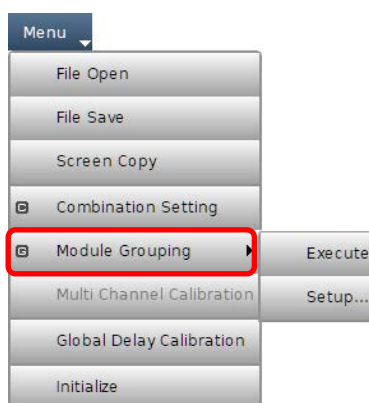 Menu
File Open
File Save
Screen Copy
C Combination Setting
G Module Grouping Execute
Multi Channel Calibration Setup...
Global Delay Calibration
Initialize